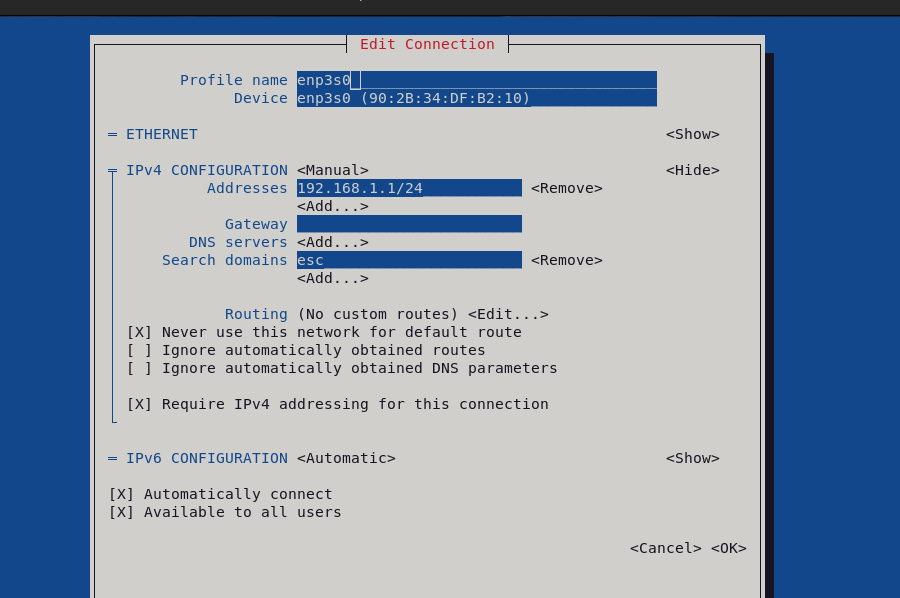 Edit Connection
Profile name enp3s0
Device enp3s0 (90:2B:34:DF:B2:10)
= ETHERNET <Show>
IPv4 CONFIGURATION <Manual> <Hide>
Addresses 192.168.1.1/24 <Remove>
<Add...>
Gateway
DNS servers <Add...>
Search domains esc <Remove>
<Add...>
Routing (No custom routes) <Edit...>
[X] Never use this network for default route
[ ] Ignore automatically obtained routes
[ ] Ignore automatically obtained DNS parameters
[X] Require IPv4 addressing for this connection
= IPv6 CONFIGURATION <Automatic> <Show>
[X] Automatically connect
[X] Available to all users
<Cancel> <OK>